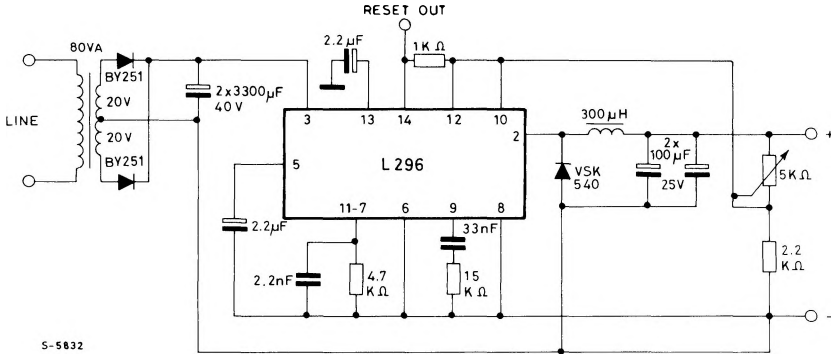 RESET OUT
80VA
BY251
20V
20V
BY251
LINE
2x3300µF
40V
2.2µF
1KΩ
3
13
14
12
10
2
5
L296
11-7
6
9
8
300µH
2x
100µF
25V
VSK
540
5KΩ
+
2.2µF
2.2nF
4.7
KΩ
33nF
15
KΩ
2.2
KΩ
-
S-5832